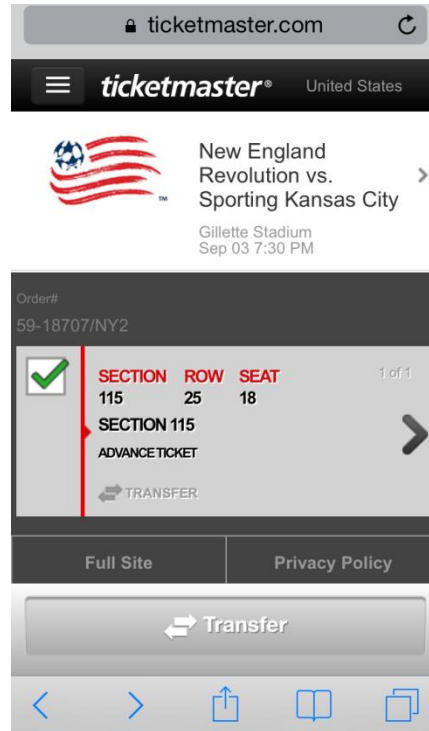 ticketmaster.com
ticketmaster®
United States
TM
New England
Revolution vs.
Sporting Kansas City
Gillette Stadium
Sep 03 7:30 PM
Order#
59-18707/NY2
SECTION ROW SEAT
1 of 1
115 25 18
SECTION 115
ADVANCE TICKET
TRANSFER
Full Site
Privacy Policy
Transfer